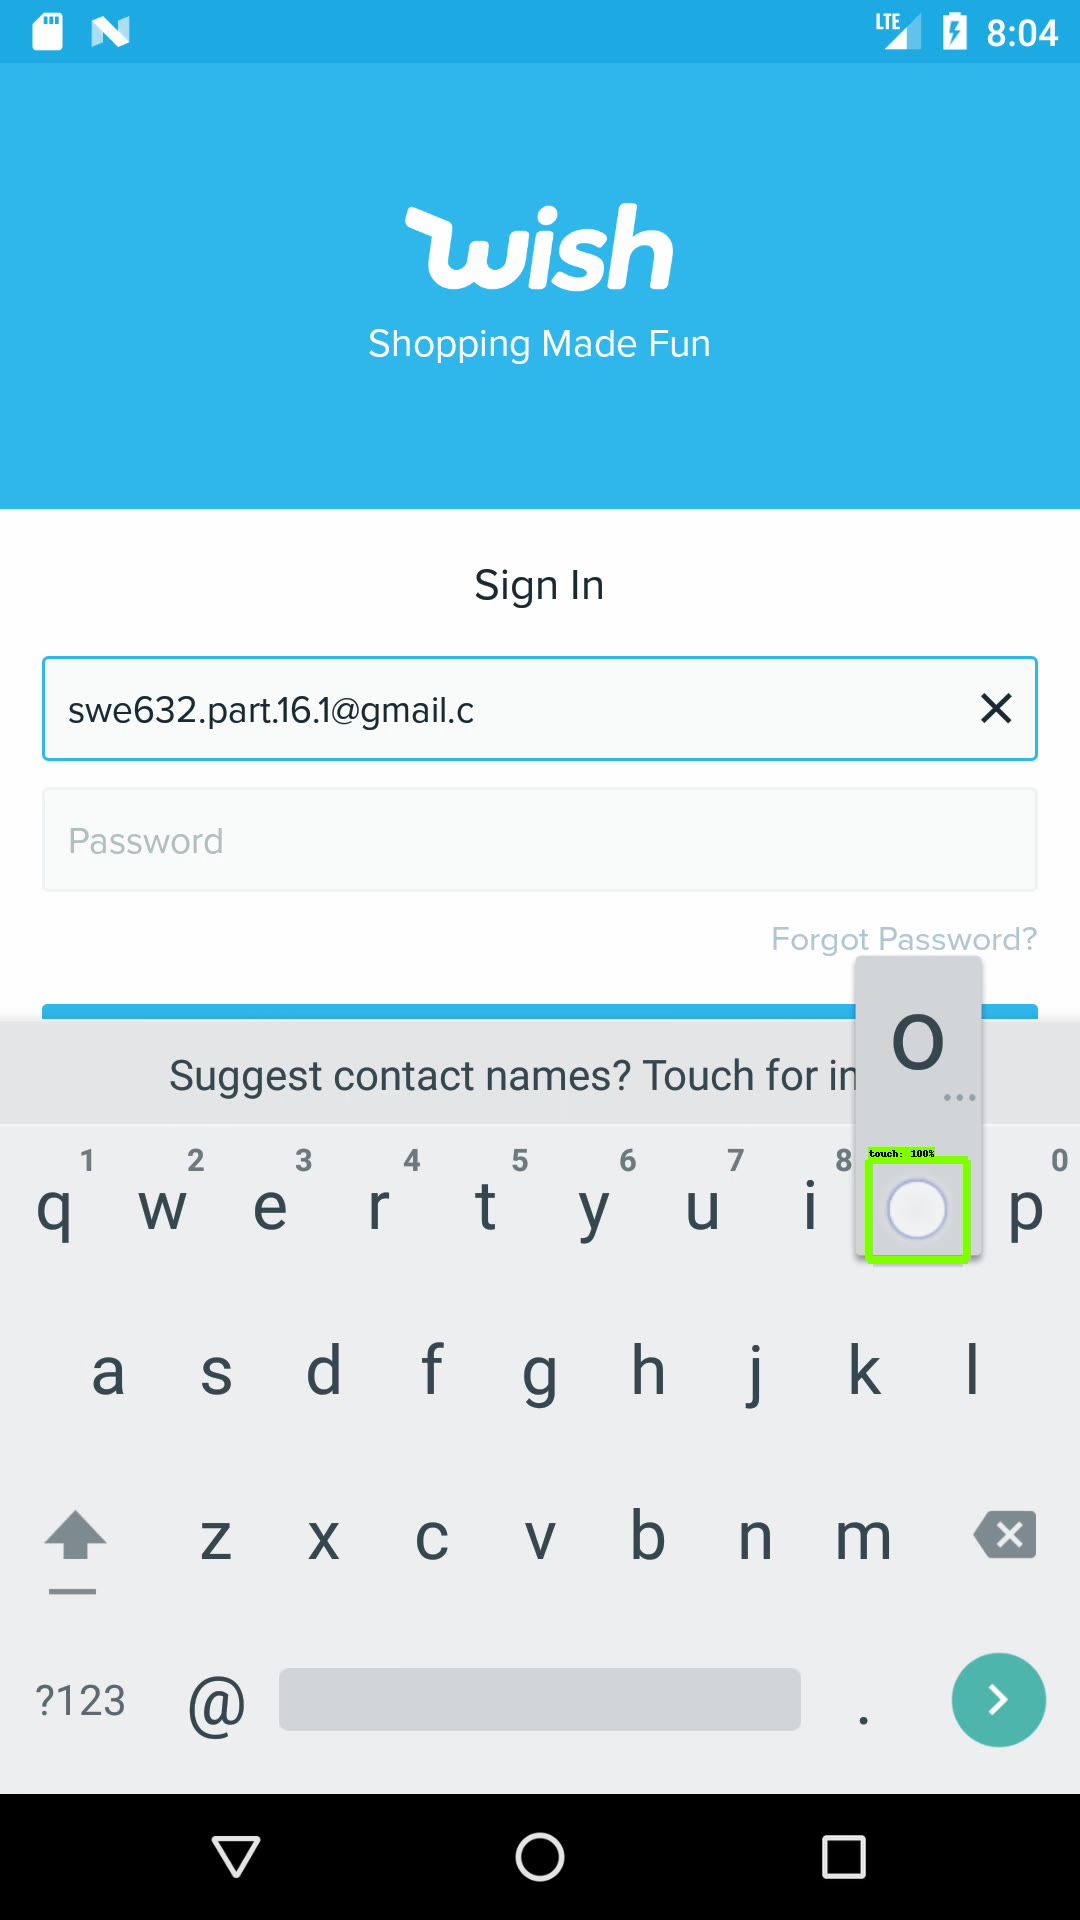 LTE 8:04
wish
Shopping Made Fun
Sign In
swe632.part.16.1@gmail.c
Password
Forgot Password?
o
Suggest contact names? Touch for in
touch: 100%
1 2 3 4 5 6 7 8 0
q w e r t y u i p
a s d f g h j k l
z x c v b n m
?123 @ .